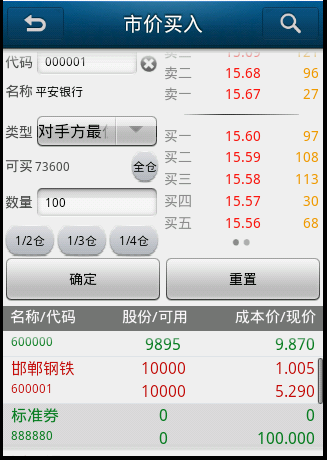 市价买入
代码 000001
名称 平安银行
类型 对手方最
可买 73600 全仓
数量 100
1/2仓 1/3仓 1/4仓
卖二 15.68 96
卖一 15.67 27
买一 15.60 97
买二 15.59 108
买三 15.58 113
买四 15.57 30
买五 15.56 68
确定 重置
名称/代码 股份/可用 成本价/现价
600000 9895 9.870
邯郸钢铁 10000 1.005
600001 10000 5.290
标准券 0 0
888880 0 100.000